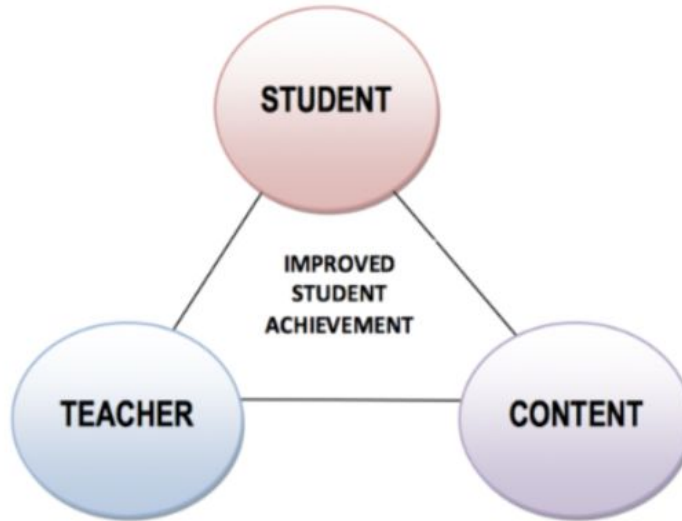 STUDENT
IMPROVED
STUDENT
ACHIEVEMENT
TEACHER
CONTENT